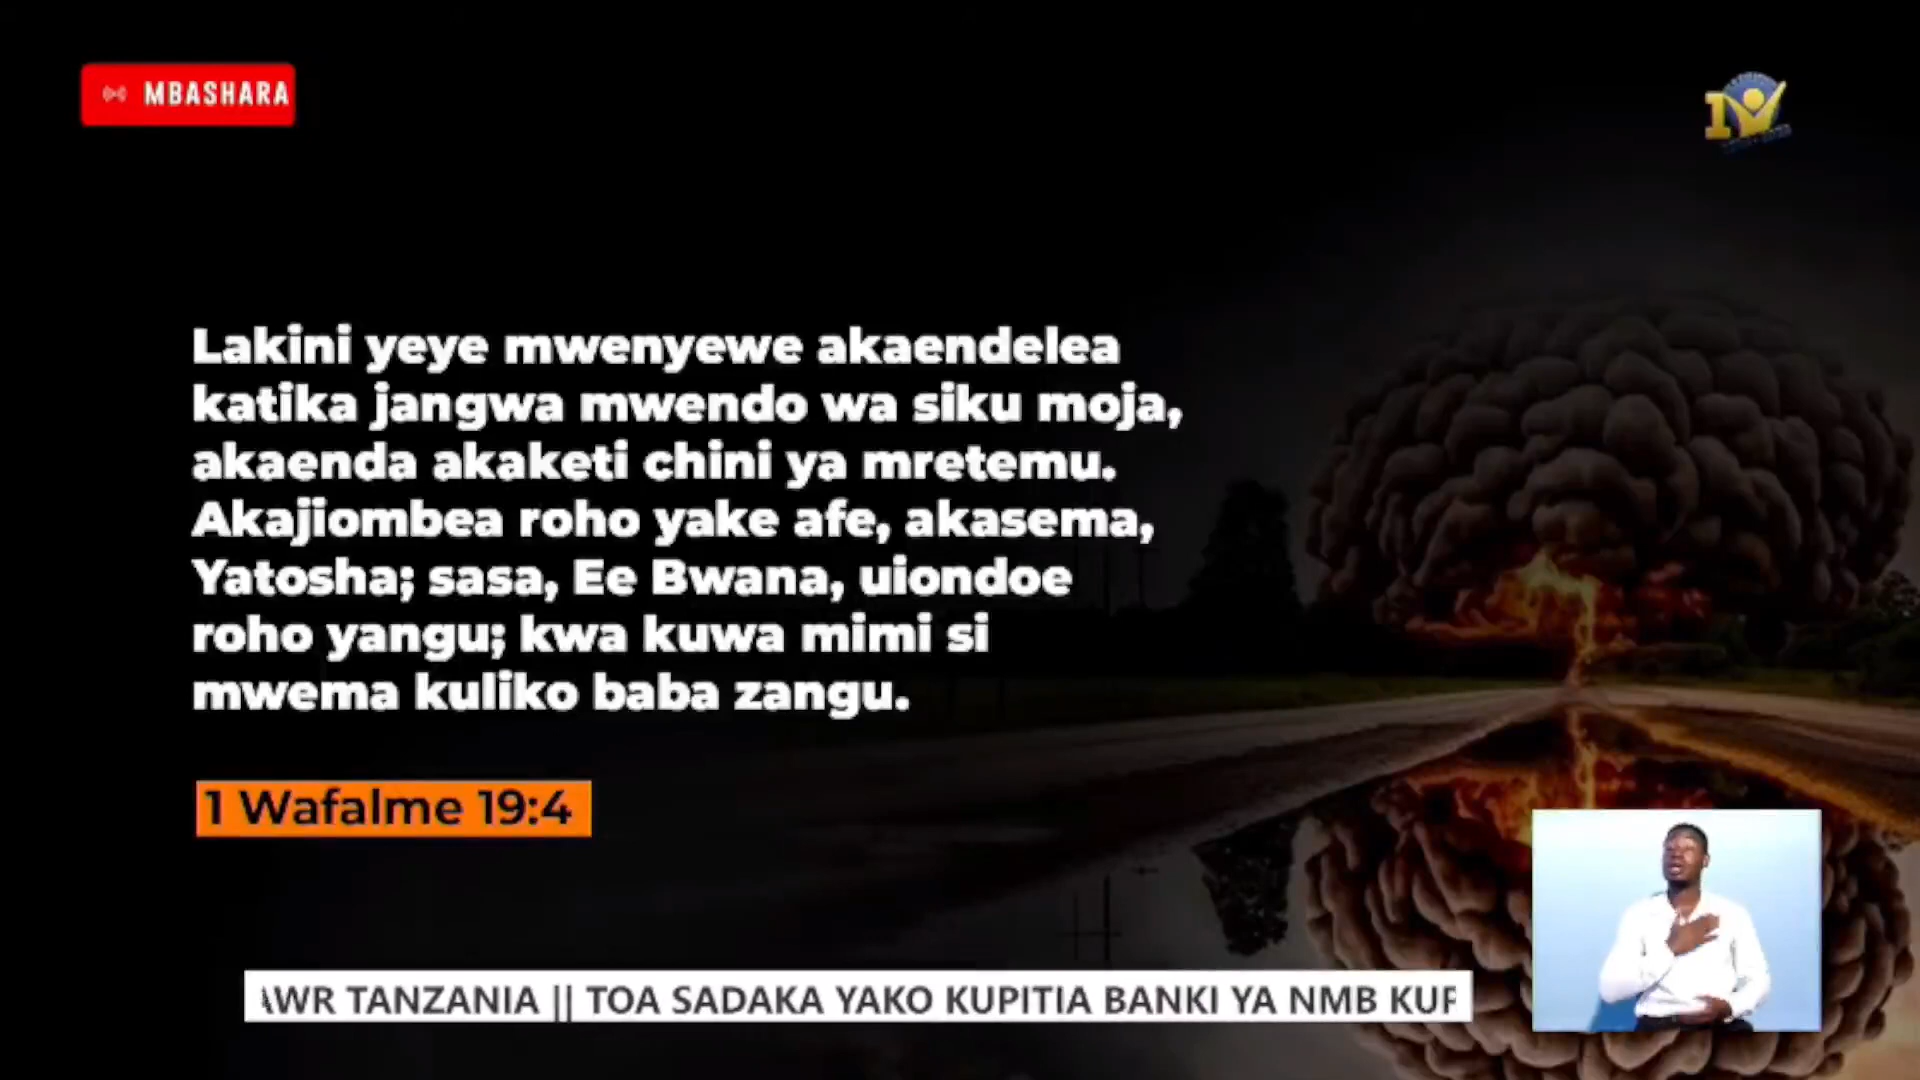 MBASHARA
Lakini yeye mwenyewe akaendelea
katika jangwa mwendo wa siku moja,
akaenda akaketi chini ya mretemu.
Akajiombea roho yake afe, akasema,
Yatosha; sasa, Ee Bwana, uiondoe
roho yangu; kwa kuwa mimi si
mwema kuliko baba zangu.
1 Wafalme 19:4
AWR TANZANIA || TOA SADAKA YAKO KUPITIA BANKI YA NMB